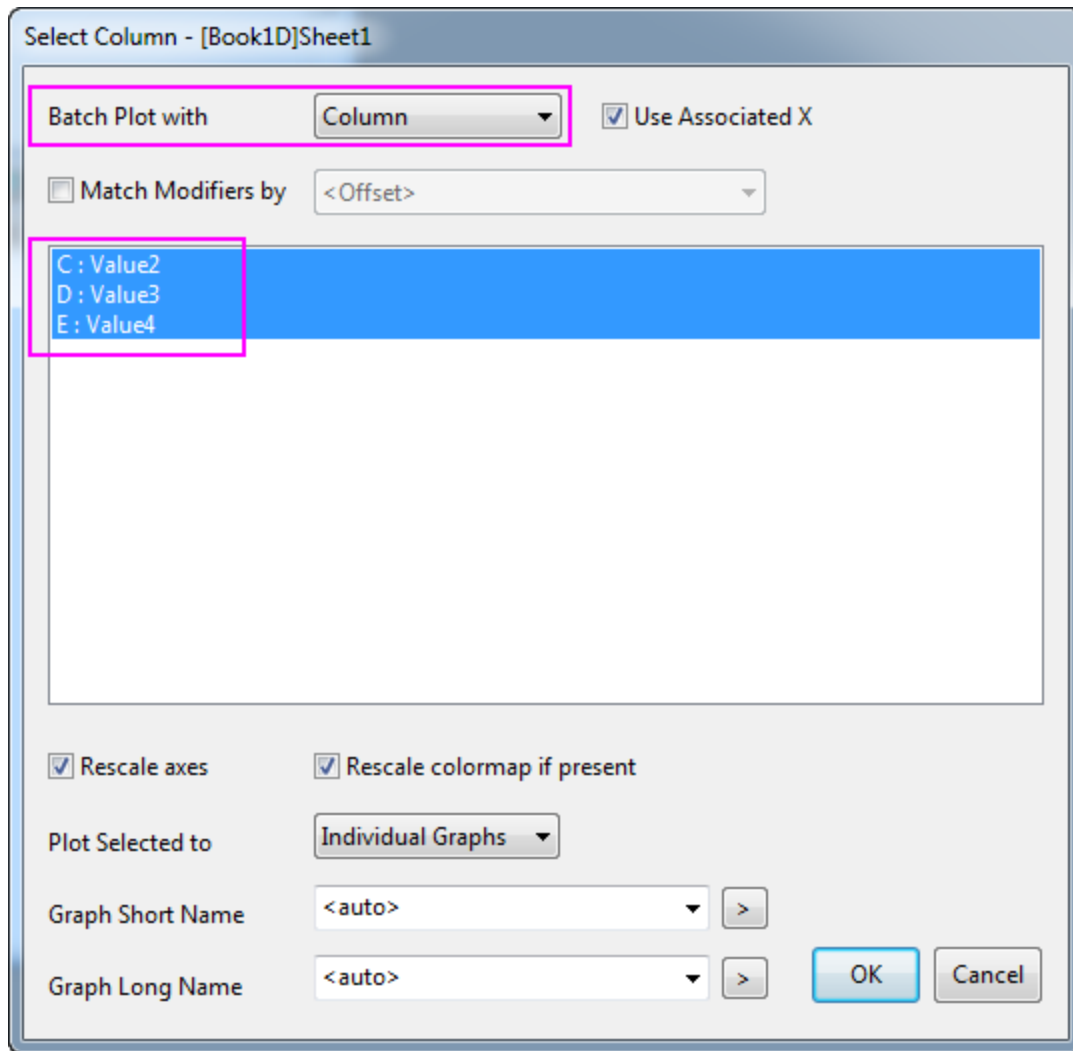 Select Column - [Book1D]Sheet1
Batch Plot with Column Use Associated X
Match Modifiers by <Offset>
C : Value2
D : Value3
E : Value4
Rescale axes Rescale colormap if present
Plot Selected to Individual Graphs
Graph Short Name <auto> >
Graph Long Name <auto> > OK Cancel